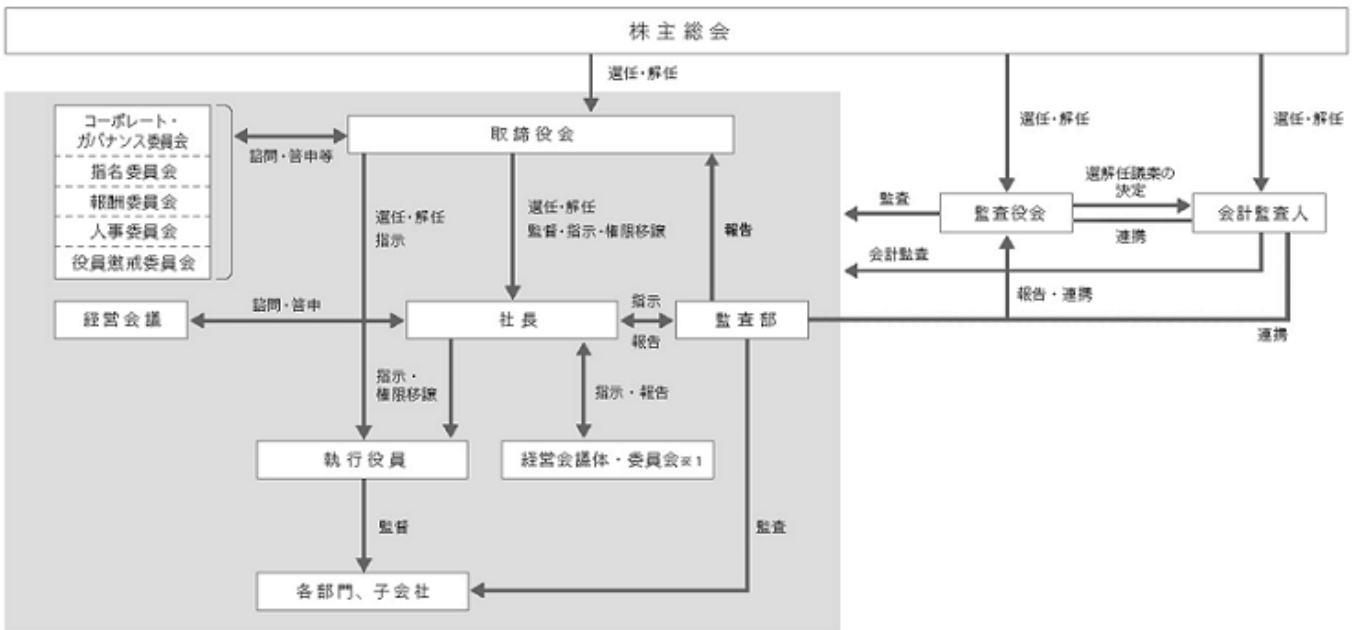 株主総会
選任・解任
選任・解任
選任・解任
コーポレート・
ガバナンス委員会
指名委員会
報酬委員会
人事委員会
役員懲戒委員会
諮問・答申等
取締役会
選任・解任
指示
選任・解任
監督・指示・権限移譲
報告
監査
監査役会
選解任議案の
決定
連携
会計監査人
会計監査
報告・連携
連携
経営会議
諮問・答申
社長
指示
報告
監査部
指示・
権限移譲
指示・報告
執行役員
経営会議体・委員会※1
監督
監査
各部門、子会社